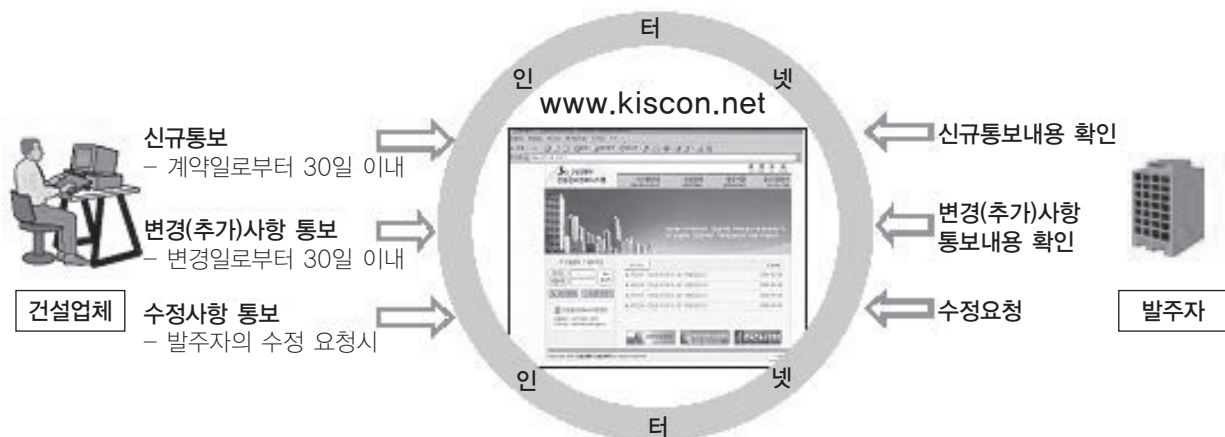 터
인 넷
www.kiscon.net
신규통보
– 계약일로부터 30일 이내
변경(추가)사항 통보
– 변경일로부터 30일 이내
수정사항 통보
– 발주자의 수정 요청시
건설업체
신규통보내용 확인
변경(추가)사항
통보내용 확인
수정요청
발주자
인 넷
터